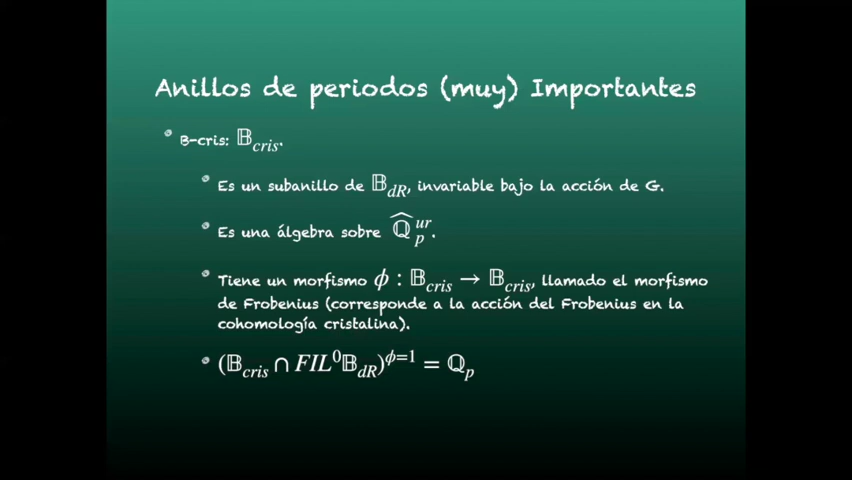 Anillos de periodos (muy) Importantes
• B-cris: 𝔹_cris.
• Es un subanillo de 𝔹_dR, invariable bajo la acción de G.
• Es una álgebra sobre \widehat{ℚ}_p^{ur}.
• Tiene un morfismo ϕ : 𝔹_cris → 𝔹_cris, llamado el morfismo
de Frobenius (corresponde a la acción del Frobenius en la
cohomología cristalina).
• (𝔹_cris ∩ FIL⁰𝔹_dR)^{ϕ=1} = ℚ_p